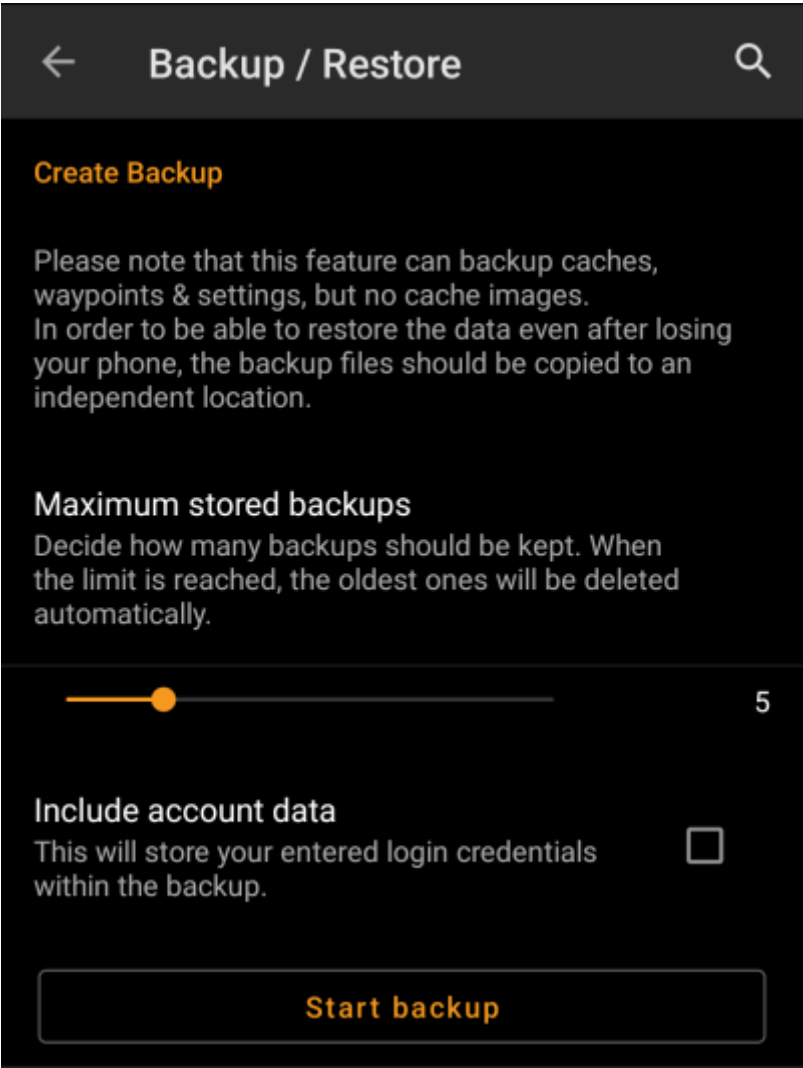 Backup / Restore
Create Backup
Please note that this feature can backup caches,
waypoints & settings, but no cache images.
In order to be able to restore the data even after losing
your phone, the backup files should be copied to an
independent location.
Maximum stored backups
Decide how many backups should be kept. When
the limit is reached, the oldest ones will be deleted
automatically.
5
Include account data
This will store your entered login credentials
within the backup.
Start backup